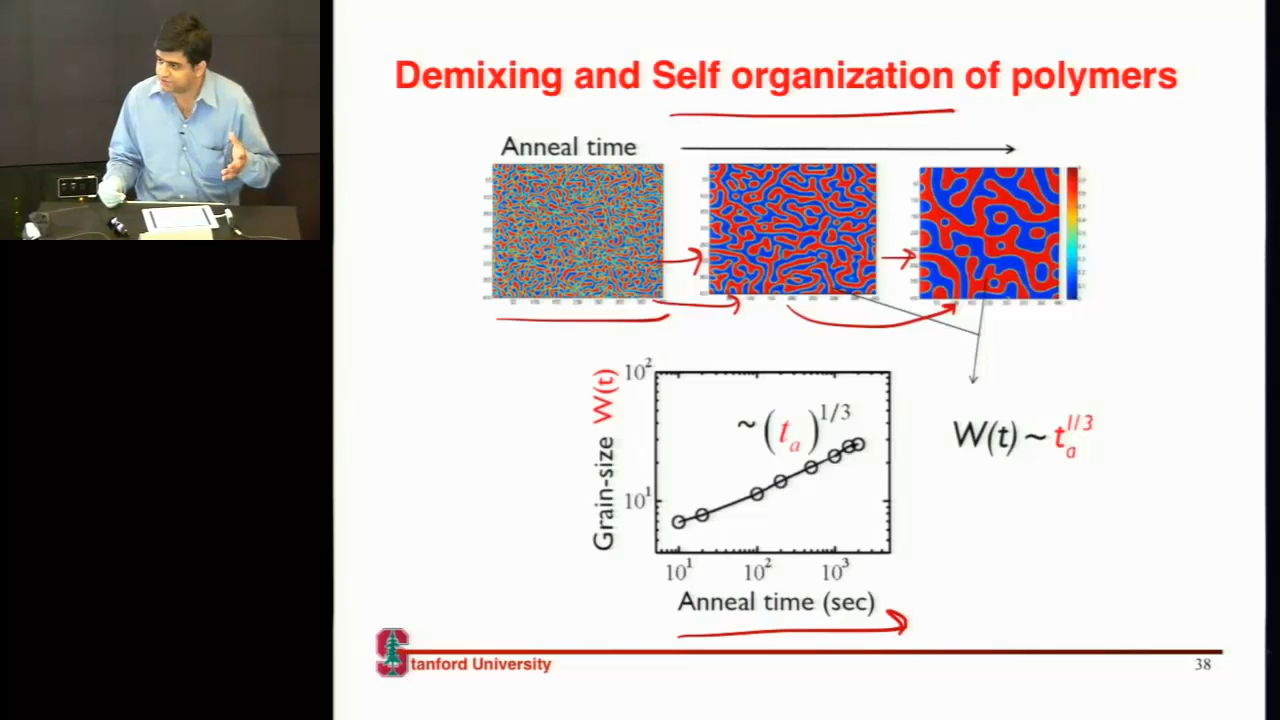 Demixing and Self organization of polymers
Anneal time
Grain-size W(t)
10²
10¹
~(tₐ)^1/3
10¹ 10² 10³
Anneal time (sec)
W(t) ~ tₐ^1/3
Stanford University
38